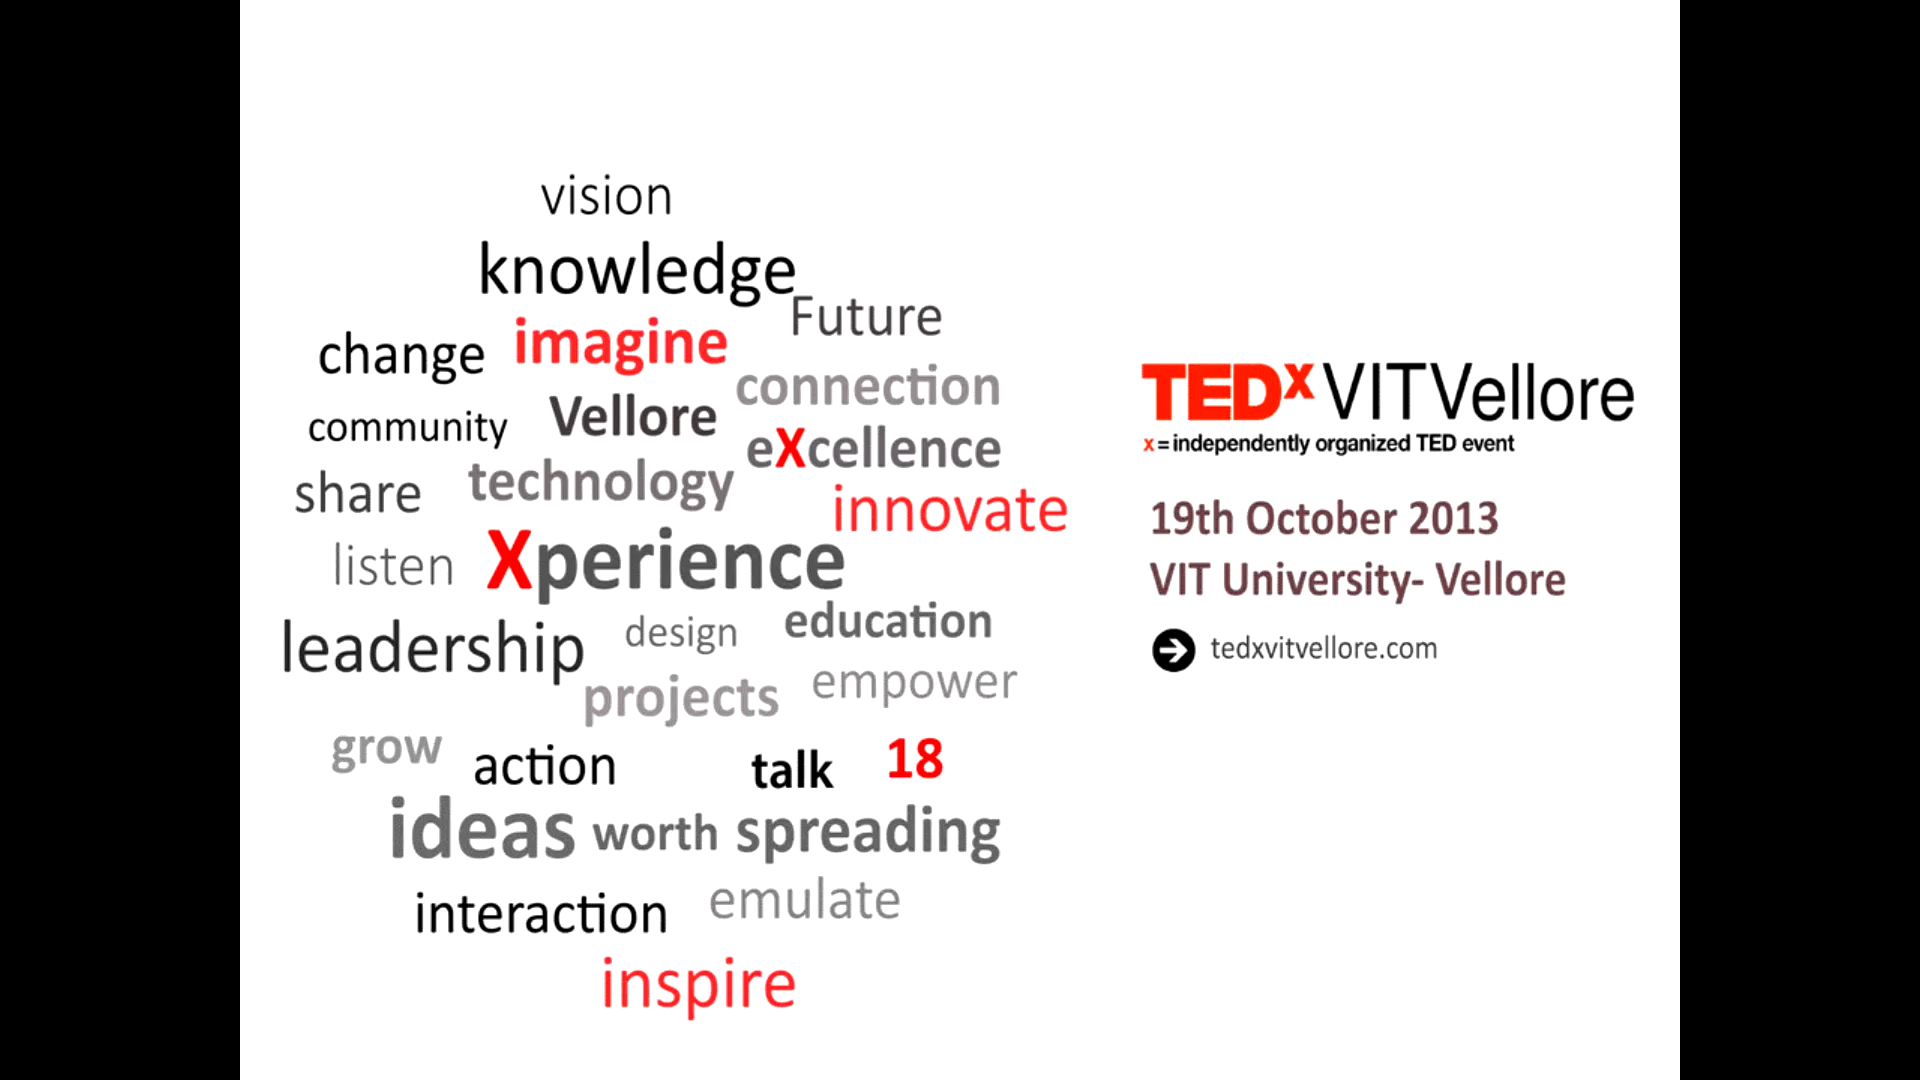 vision
knowledge
Future
change imagine
connection
community Vellore
eXcellence
share technology
innovate
listen Xperience
leadership design education
projects empower
grow action talk 18
ideas worth spreading
interaction emulate
inspire
TEDx VITVellore
x = independently organized TED event
19th October 2013
VIT University- Vellore
tedxvitvellore.com